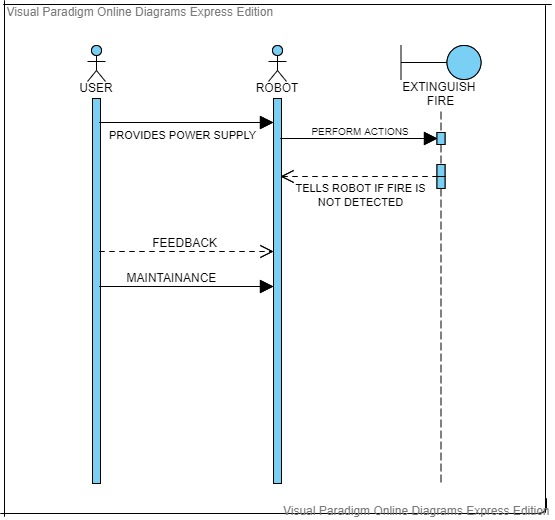 Visual Paradigm Online Diagrams Express Edition
USER
ROBOT
EXTINGUISH
FIRE
PROVIDES POWER SUPPLY
PERFORM ACTIONS
TELLS ROBOT IF FIRE IS
NOT DETECTED
FEEDBACK
MAINTAINANCE
Visual Paradigm Online Diagrams Express Edition